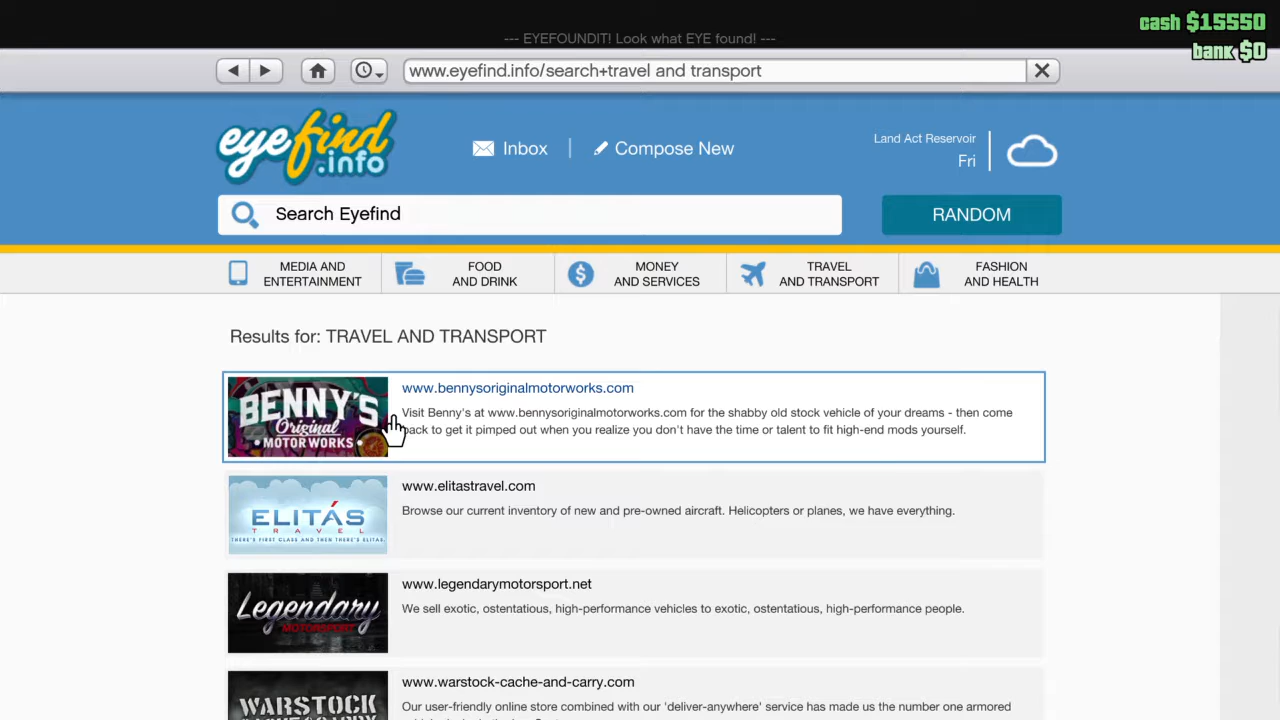 cash $15550
bank $0
--- EYEFOUNDIT! Look what EYE found! ---
www.eyefind.info/search+travel and transport
eyefind
.info
Inbox
Compose New
Land Act Reservoir
Fri
Search Eyefind
RANDOM
MEDIA AND
ENTERTAINMENT
FOOD
AND DRINK
MONEY
AND SERVICES
TRAVEL
AND TRANSPORT
FASHION
AND HEALTH
Results for: TRAVEL AND TRANSPORT
BENNY'S
Original
MOTOR WORKS
www.bennysoriginalmotorworks.com
Visit Benny's at www.bennysoriginalmotorworks.com for the shabby old stock vehicle of your dreams - then come
back to get it pimped out when you realize you don't have the time or talent to fit high-end mods yourself.
ELITÁS
TRAVEL
THERE'S FIRST CLASS AND THEN THERE'S ELITAS.
www.elitastravel.com
Browse our current inventory of new and pre-owned aircraft. Helicopters or planes, we have everything.
Legendary
MOTORSPORT
www.legendarymotorsport.net
We sell exotic, ostentatious, high-performance vehicles to exotic, ostentatious, high-performance people.
WARSTOCK
www.warstock-cache-and-carry.com
Our user-friendly online store combined with our 'deliver-anywhere' service has made us the number one armored